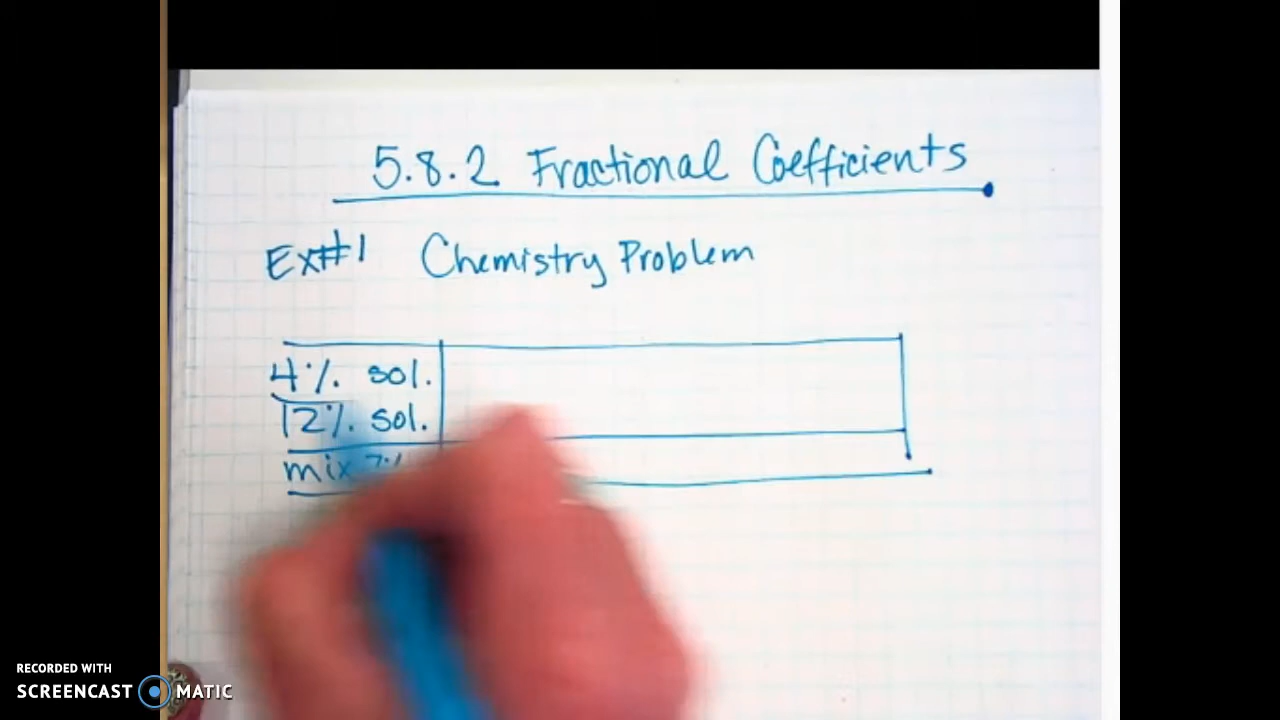 5.8.2 Fractional Coefficients
Ex#1 Chemistry Problem
4% sol.
12% sol.
mix
RECORDED WITH
SCREENCAST MATIC